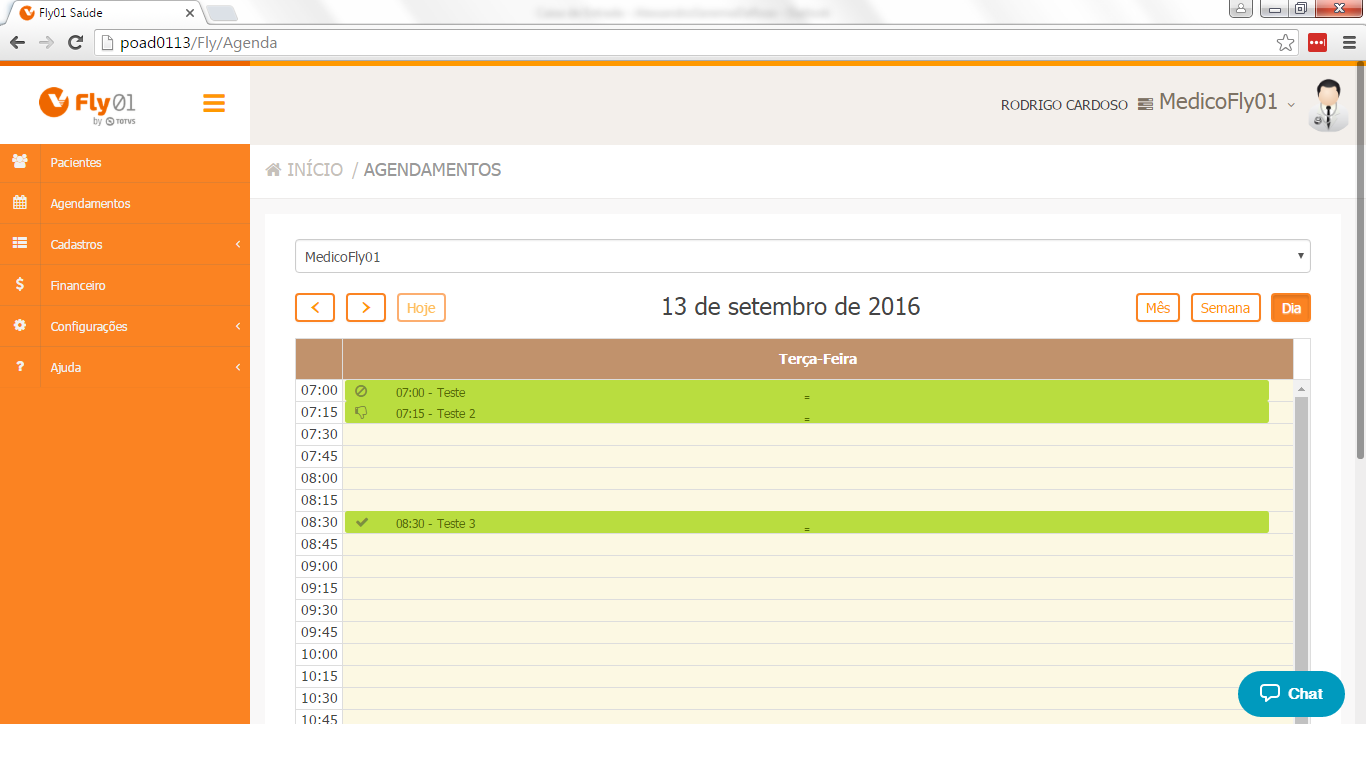 Fly01 Saúde
poad0113/Fly/Agenda
Fly01
by TOTVS
RODRIGO CARDOSO MedicoFly01
Pacientes
Agendamentos
Cadastros
Financeiro
Configurações
Ajuda
INÍCIO / AGENDAMENTOS
MedicoFly01
Hoje
13 de setembro de 2016
Mês Semana Dia
Terça-Feira
07:00 07:00 - Teste
07:15 07:15 - Teste 2
07:30
07:45
08:00
08:15
08:30 08:30 - Teste 3
08:45
09:00
09:15
09:30
09:45
10:00
10:15
10:30
10:45
Chat